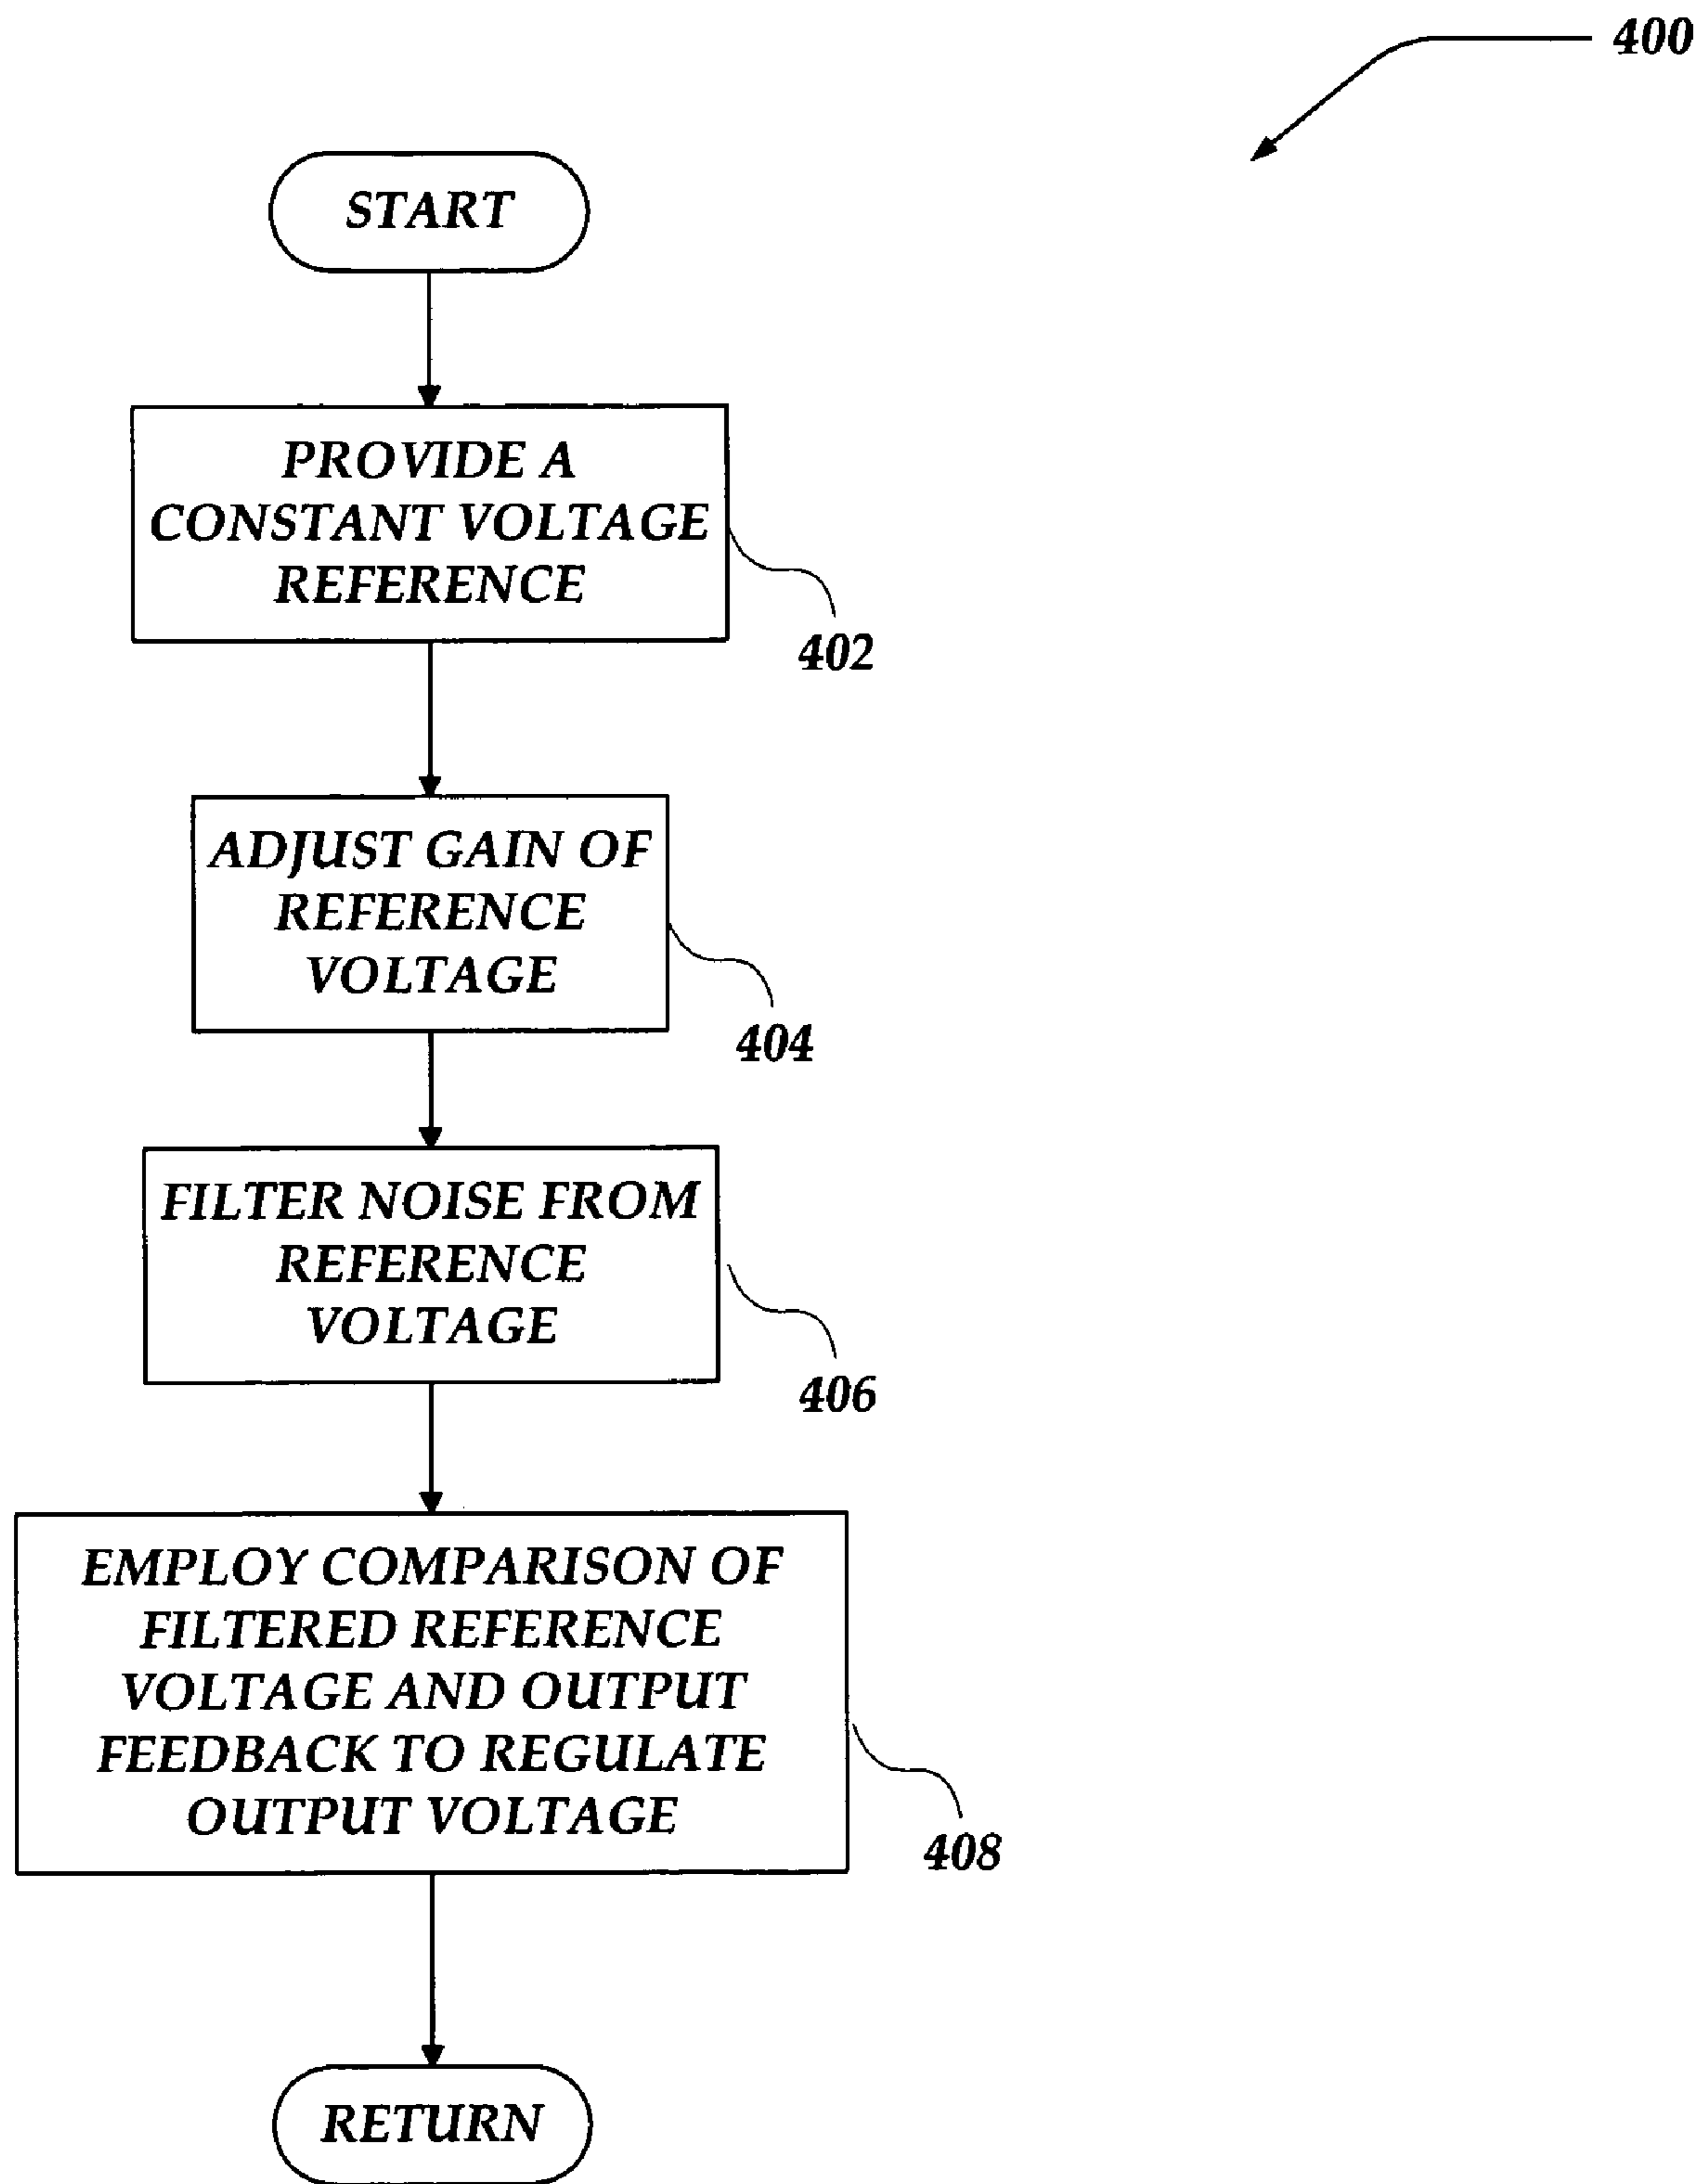 400
START
PROVIDE A
CONSTANT VOLTAGE
REFERENCE
402
ADJUST GAIN OF
REFERENCE
VOLTAGE
404
FILTER NOISE FROM
REFERENCE
VOLTAGE
406
EMPLOY COMPARISON OF
FILTERED REFERENCE
VOLTAGE AND OUTPUT
FEEDBACK TO REGULATE
OUTPUT VOLTAGE
408
RETURN